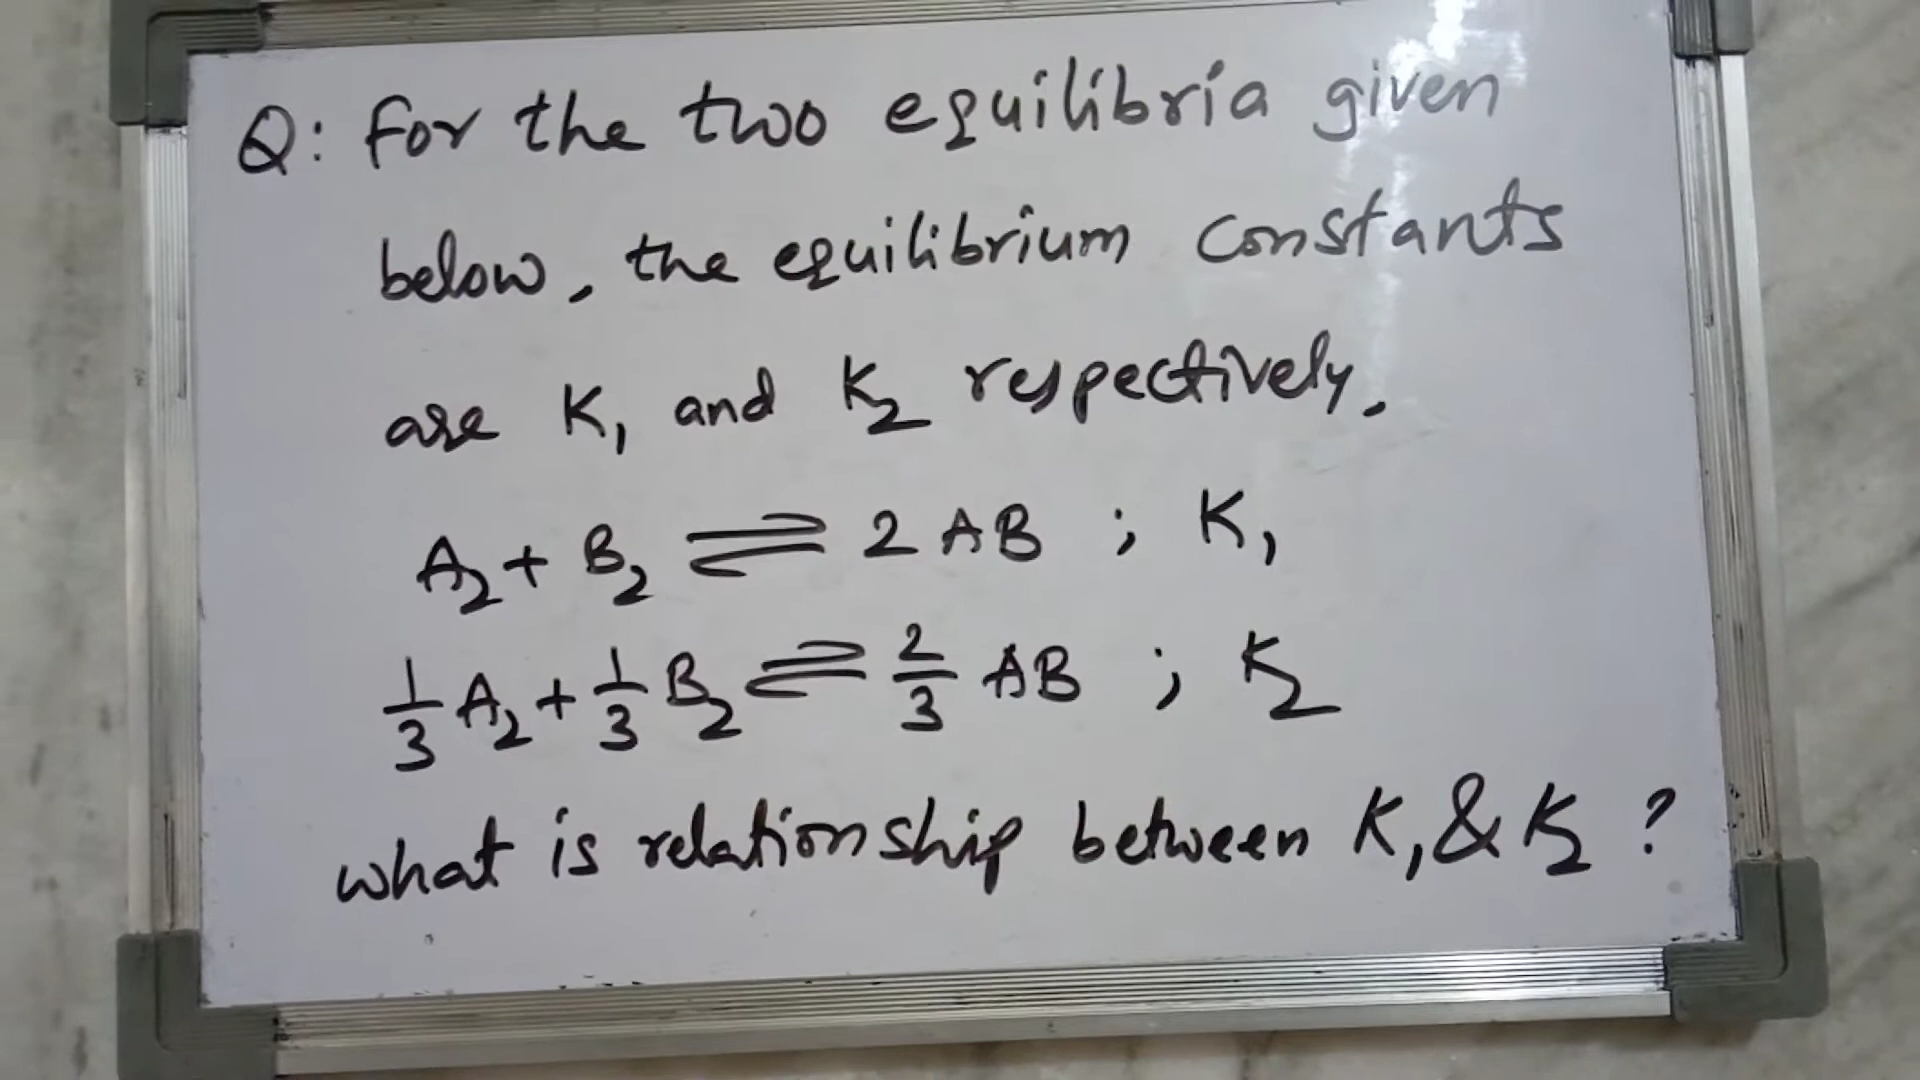 Q: For the two equilibria given
below, the equilibrium constants
are K₁ and K₂ respectively.
A₂ + B₂ ⇌ 2 AB ; K₁
1/3 A₂ + 1/3 B₂ ⇌ 2/3 AB ; K₂
what is relationship between K₁ & K₂ ?